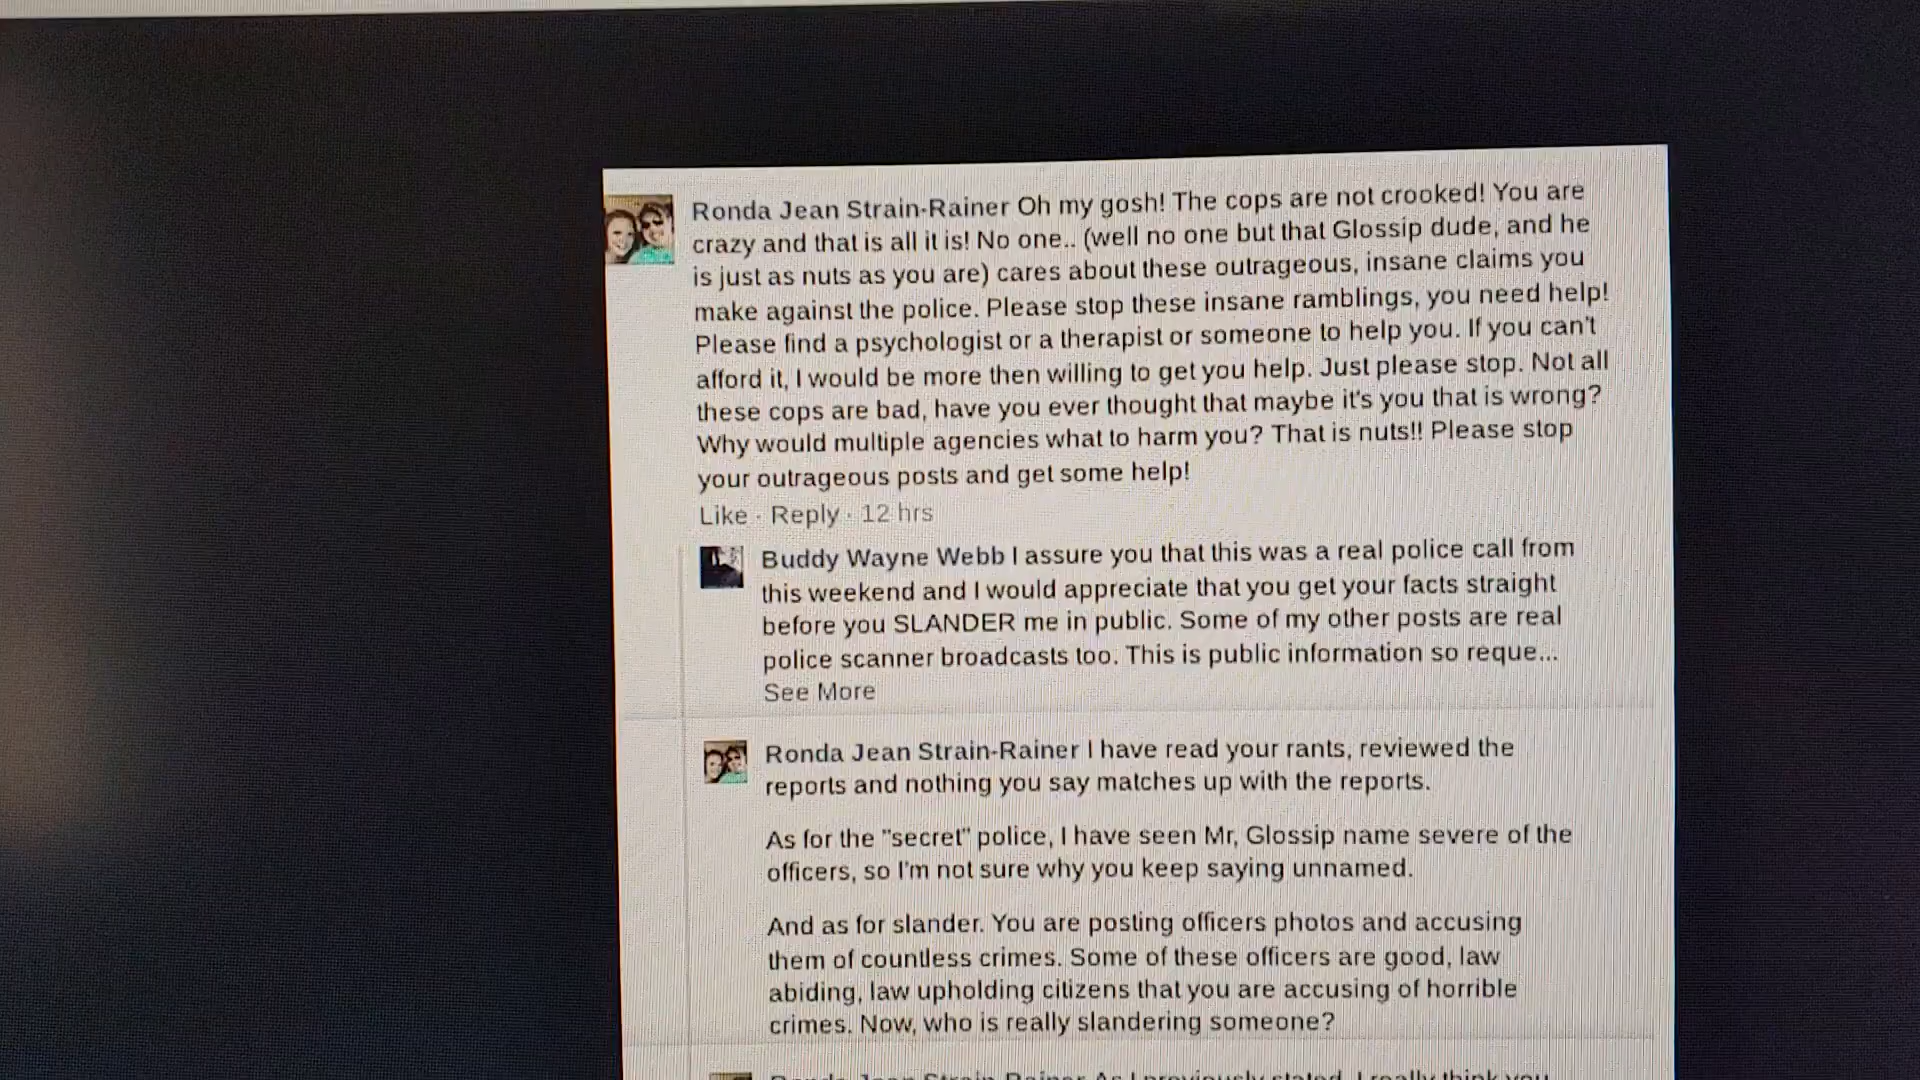 Ronda Jean Strain-Rainer Oh my gosh! The cops are not crooked! You are
crazy and that is all it is! No one.. (well no one but that Glossip dude, and he
is just as nuts as you are) cares about these outrageous, insane claims you
make against the police. Please stop these insane ramblings, you need help!
Please find a psychologist or a therapist or someone to help you. If you can't
afford it, I would be more then willing to get you help. Just please stop. Not all
these cops are bad, have you ever thought that maybe it's you that is wrong?
Why would multiple agencies what to harm you? That is nuts!! Please stop
your outrageous posts and get some help!
Like · Reply · 12 hrs
Buddy Wayne Webb I assure you that this was a real police call from
this weekend and I would appreciate that you get your facts straight
before you SLANDER me in public. Some of my other posts are real
police scanner broadcasts too. This is public information so reque...
See More
Ronda Jean Strain-Rainer I have read your rants, reviewed the
reports and nothing you say matches up with the reports.
As for the "secret" police, I have seen Mr, Glossip name severe of the
officers, so I'm not sure why you keep saying unnamed.
And as for slander. You are posting officers photos and accusing
them of countless crimes. Some of these officers are good, law
abiding, law upholding citizens that you are accusing of horrible
crimes. Now, who is really slandering someone?
Ronda Jean Strain-Rainer As I previously stated, I really think you